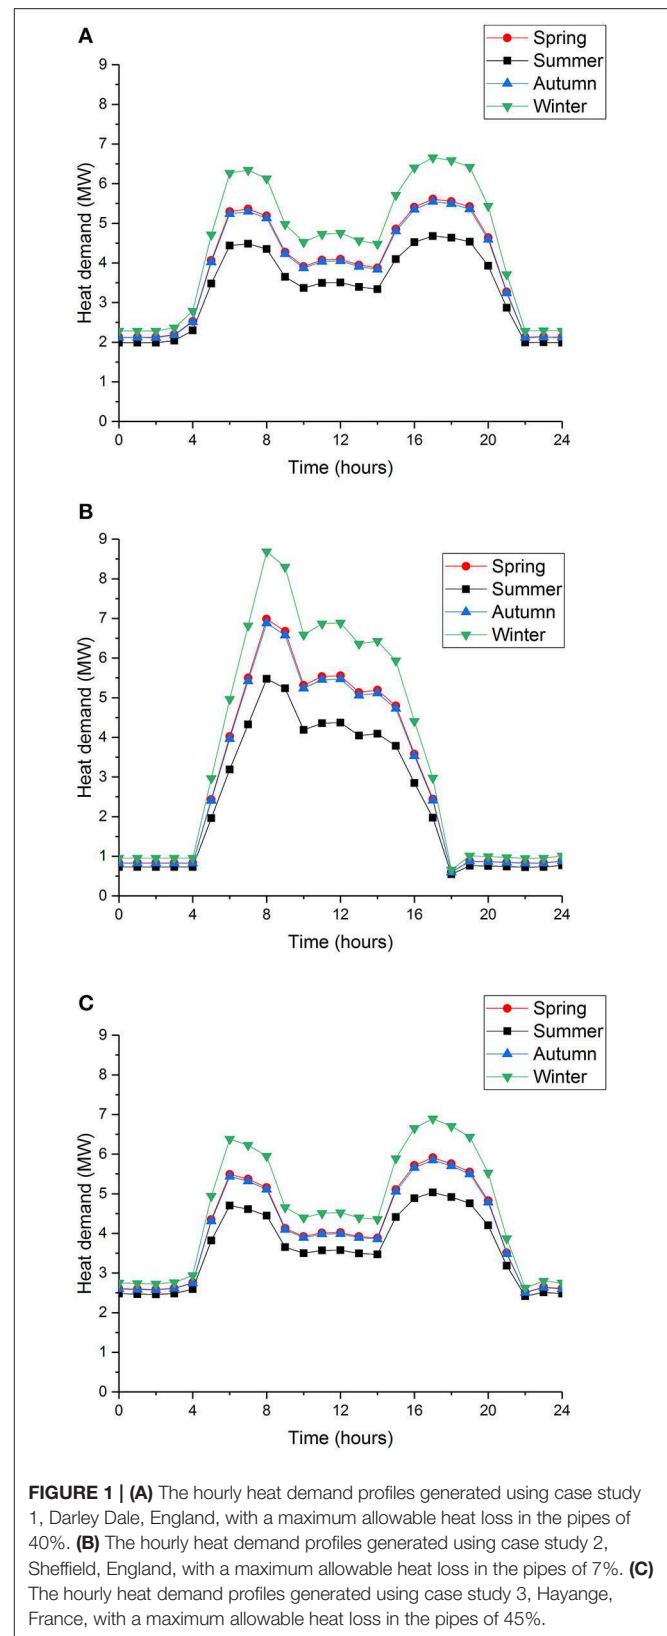 A
Spring
Summer
Autumn
Winter
9
8
7
6
5
4
3
2
1
0
Heat demand (MW)
0 4 8 12 16 20 24
Time (hours)
B
Spring
Summer
Autumn
Winter
9
8
7
6
5
4
3
2
1
0
Heat demand (MW)
0 4 8 12 16 20 24
Time (hours)
C
Spring
Summer
Autumn
Winter
9
8
7
6
5
4
3
2
1
0
Heat demand (MW)
0 4 8 12 16 20 24
Time (hours)
FIGURE 1 | (A) The hourly heat demand profiles generated using case study
1, Darley Dale, England, with a maximum allowable heat loss in the pipes of
40%. (B) The hourly heat demand profiles generated using case study 2,
Sheffield, England, with a maximum allowable heat loss in the pipes of 7%. (C)
The hourly heat demand profiles generated using case study 3, Hayange,
France, with a maximum allowable heat loss in the pipes of 45%.